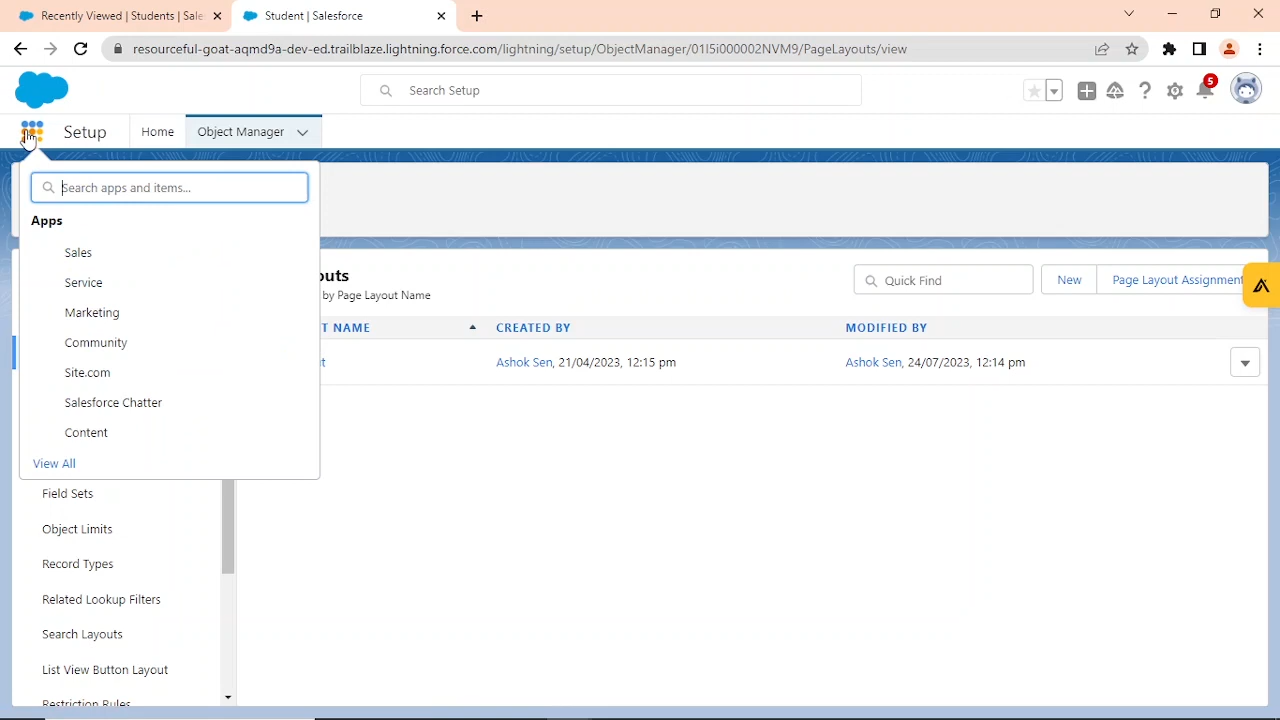 Recently Viewed | Students | Sale
Student | Salesforce
resourceful-goat-aqmd9a-dev-ed.trailblaze.lightning.force.com/lightning/setup/ObjectManager/01I5i000002NVM9/PageLayouts/view
Search Setup
5
Setup
Home
Object Manager
Search apps and items...
Apps
Sales
Service
Marketing
Community
Site.com
Salesforce Chatter
Content
View All
Field Sets
Object Limits
Record Types
Related Lookup Filters
Search Layouts
List View Button Layout
Restriction Rules
outs
by Page Layout Name
Quick Find
New
Page Layout Assignment
T NAME
CREATED BY
MODIFIED BY
t
Ashok Sen, 21/04/2023, 12:15 pm
Ashok Sen, 24/07/2023, 12:14 pm